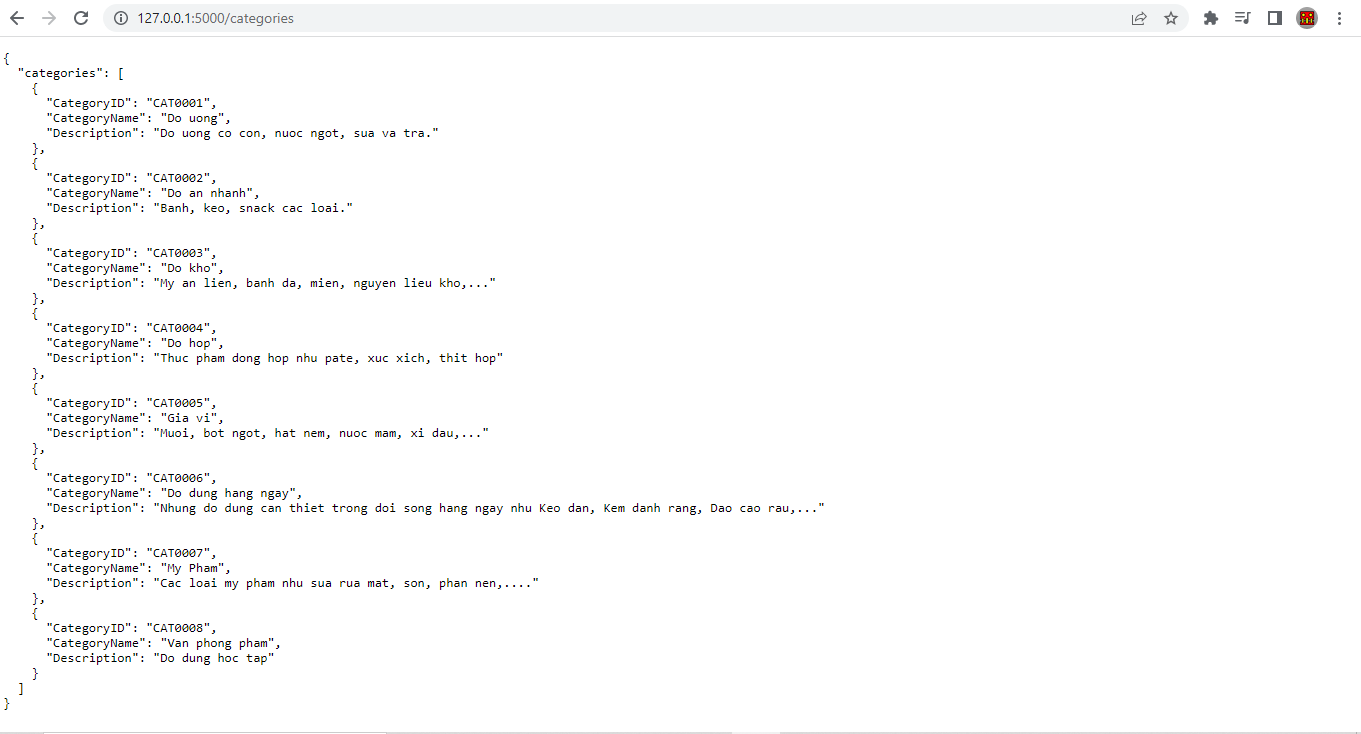 127.0.0.1:5000/categories
{
  "categories": [
    {
      "CategoryID": "CAT0001",
      "CategoryName": "Do uong",
      "Description": "Do uong co con, nuoc ngot, sua va tra."
    },
    {
      "CategoryID": "CAT0002",
      "CategoryName": "Do an nhanh",
      "Description": "Banh, keo, snack cac loai."
    },
    {
      "CategoryID": "CAT0003",
      "CategoryName": "Do kho",
      "Description": "My an lien, banh da, mien, nguyen lieu kho,..."
    },
    {
      "CategoryID": "CAT0004",
      "CategoryName": "Do hop",
      "Description": "Thuc pham dong hop nhu pate, xuc xich, thit hop"
    },
    {
      "CategoryID": "CAT0005",
      "CategoryName": "Gia vi",
      "Description": "Muoi, bot ngot, hat nem, nuoc mam, xi dau,..."
    },
    {
      "CategoryID": "CAT0006",
      "CategoryName": "Do dung hang ngay",
      "Description": "Nhung do dung can thiet trong doi song hang ngay nhu Keo dan, Kem danh rang, Dao cao rau,..."
    },
    {
      "CategoryID": "CAT0007",
      "CategoryName": "My Pham",
      "Description": "Cac loai my pham nhu sua rua mat, son, phan nen,...."
    },
    {
      "CategoryID": "CAT0008",
      "CategoryName": "Van phong pham",
      "Description": "Do dung hoc tap"
    }
  ]
}